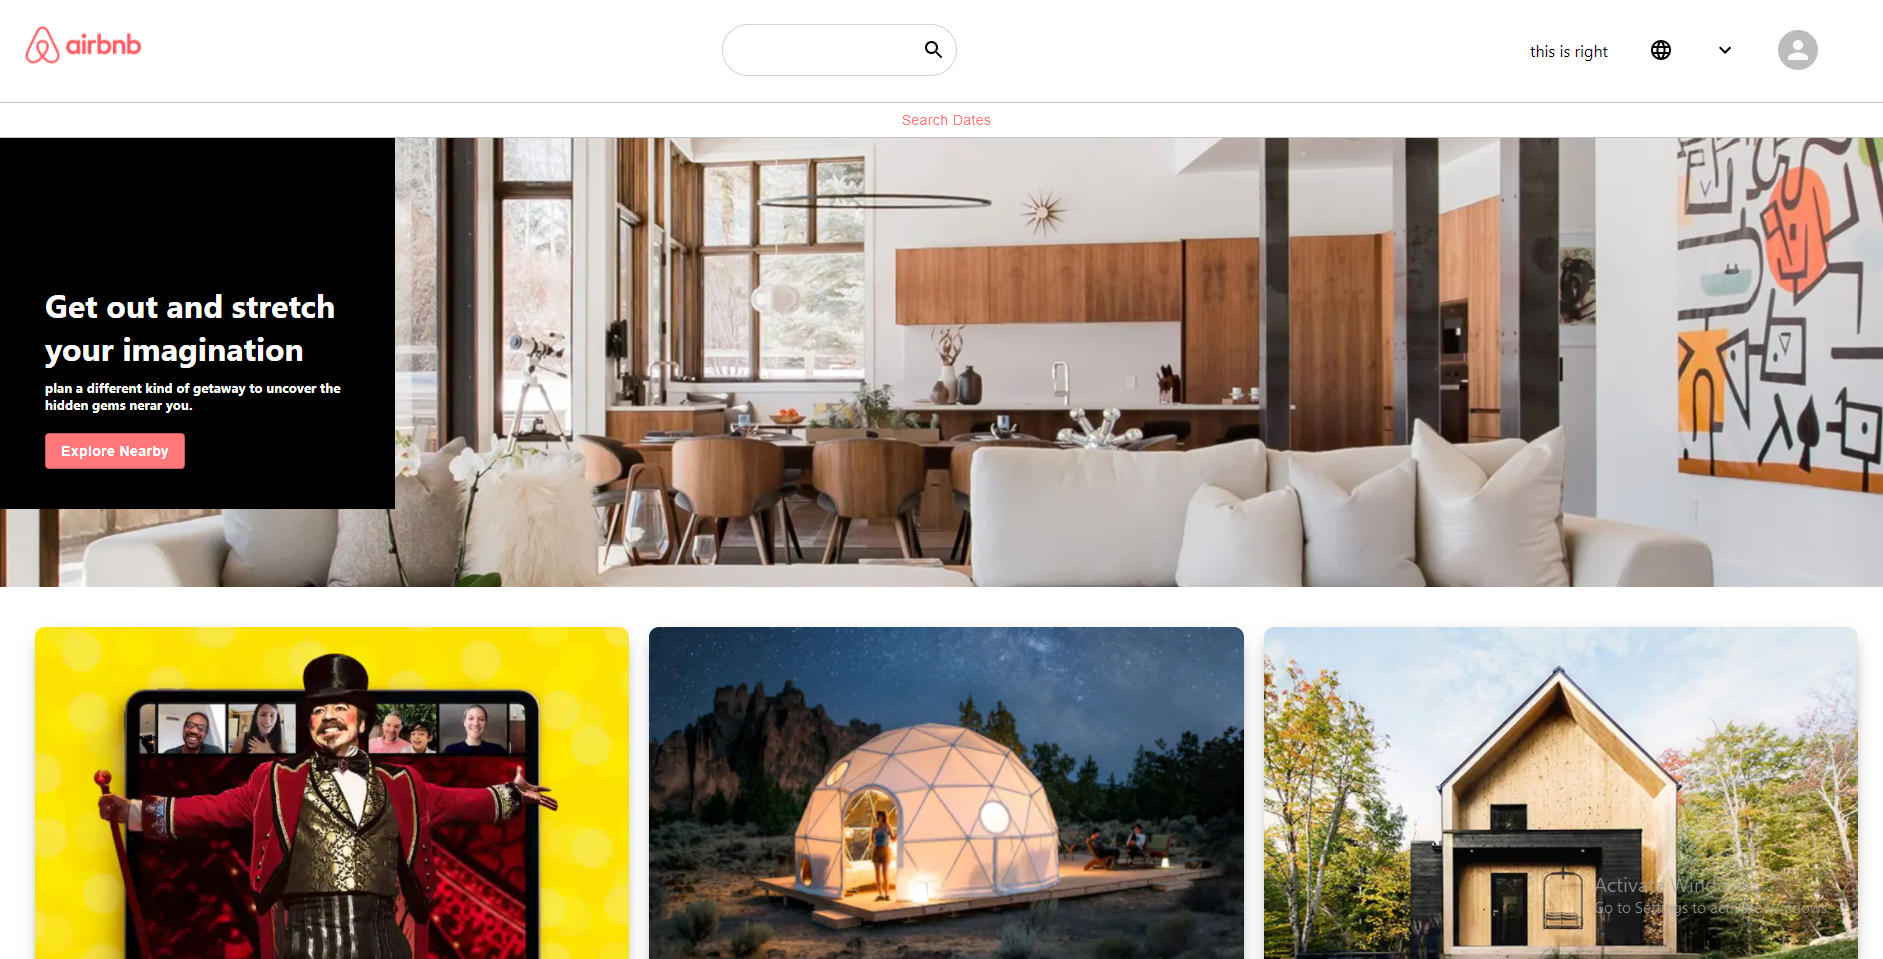 airbnb
this is right
Search Dates
Get out and stretch
your imagination
plan a different kind of getaway to uncover the
hidden gems nerar you.
Explore Nearby
Activate Windows
Go to Settings to activate Windows.